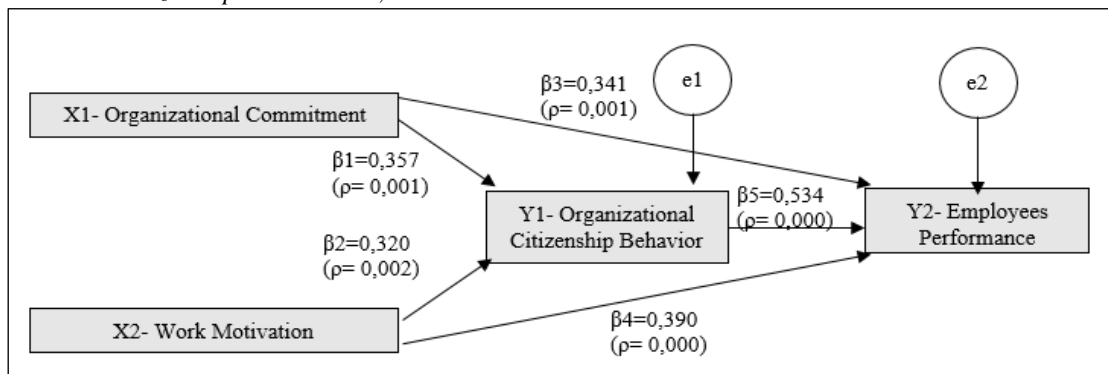 β3=0,341
(ρ= 0,001)
e1
e2
X1- Organizational Commitment
β1=0,357
(ρ= 0,001)
Y1- Organizational
Citizenship Behavior
β5=0,534
(ρ= 0,000)
Y2- Employees
Performance
β2=0,320
(ρ= 0,002)
X2- Work Motivation
β4=0,390
(ρ= 0,000)